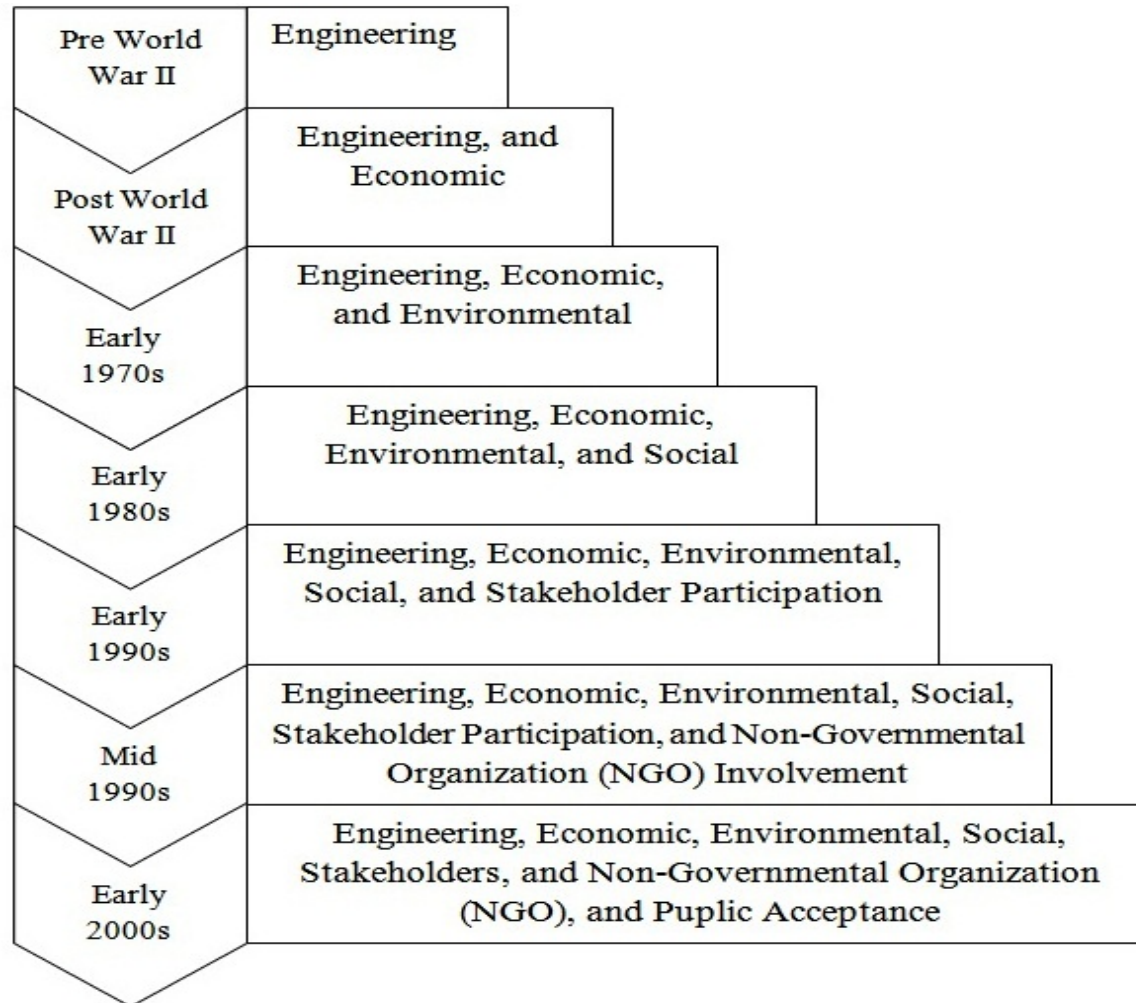 Pre World
War II
Engineering
Post World
War II
Engineering, and
Economic
Early
1970s
Engineering, Economic,
and Environmental
Early
1980s
Engineering, Economic,
Environmental, and Social
Early
1990s
Engineering, Economic, Environmental,
Social, and Stakeholder Participation
Mid
1990s
Engineering, Economic, Environmental, Social,
Stakeholder Participation, and Non-Governmental
Organization (NGO) Involvement
Early
2000s
Engineering, Economic, Environmental, Social,
Stakeholders, and Non-Governmental Organization
(NGO), and Puplic Acceptance